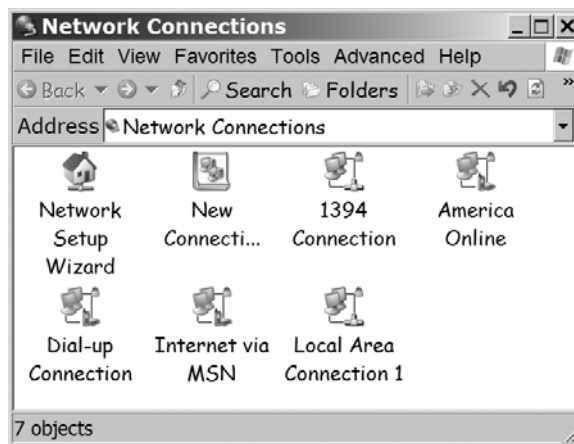 Network Connections
File Edit View Favorites Tools Advanced Help
Back Search Folders »
Address Network Connections
Network Setup Wizard
New Connecti...
1394 Connection
America Online
Dial-up Connection
Internet via MSN
Local Area Connection 1
7 objects